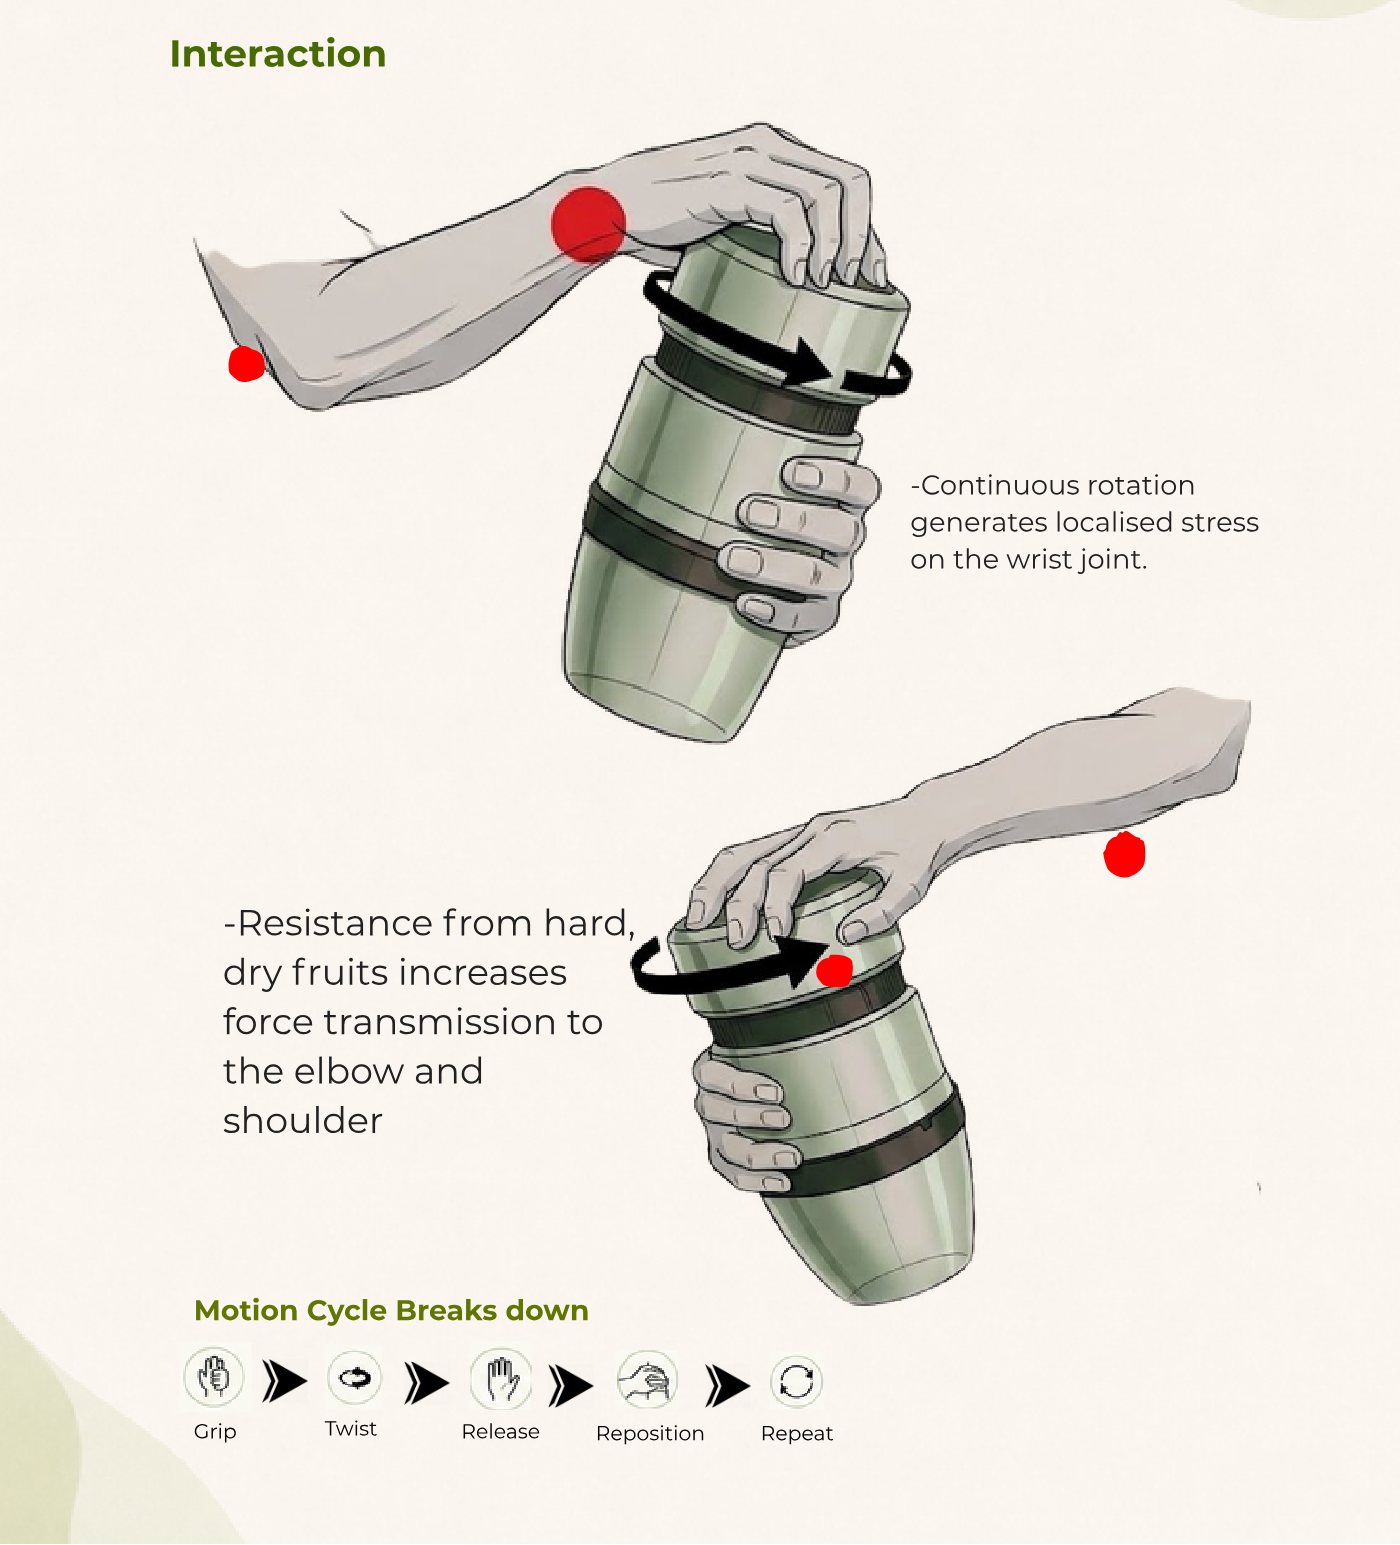 Interaction
-Continuous rotation
generates localised stress
on the wrist joint.
-Resistance from hard,
dry fruits increases
force transmission to
the elbow and
shoulder
Motion Cycle Breaks down
Grip
Twist
Release
Reposition
Repeat